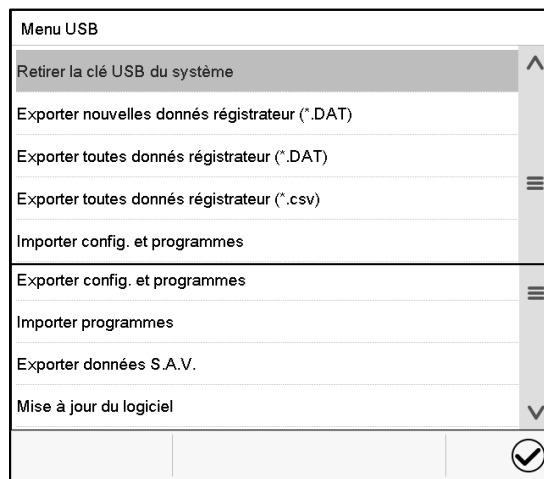 Menu USB
Retirer la clé USB du système
Exporter nouvelles donnés régistrateur (*.DAT)
Exporter toutes donnés régistrateur (*.DAT)
Exporter toutes donnés régistrateur (*.csv)
Importer config. et programmes
Exporter config. et programmes
Importer programmes
Exporter données S.A.V.
Mise à jour du logiciel